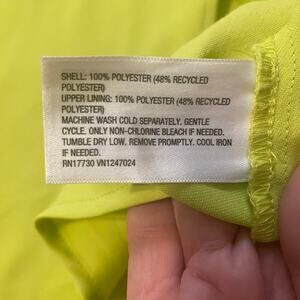 SHELL: 100% POLYESTER (48% RECYCLED
POLYESTER)
UPPER LINING: 100% POLYESTER (48% RECYCLED
POLYESTER)
MACHINE WASH COLD SEPARATELY. GENTLE
CYCLE. ONLY NON-CHLORINE BLEACH IF NEEDED.
TUMBLE DRY LOW. REMOVE PROMPTLY. COOL IRON
IF NEEDED.
RN17730 VN1247024